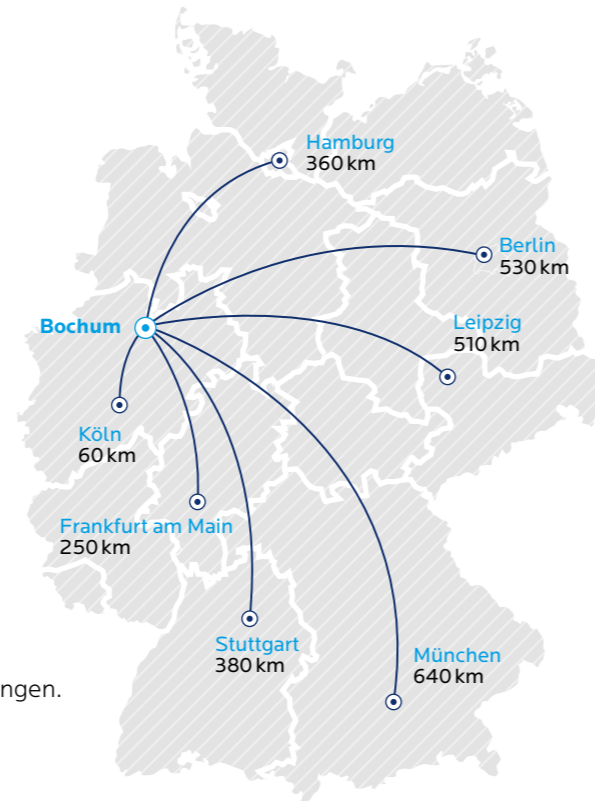 Hamburg
360 km
Berlin
530 km
Bochum
Leipzig
510 km
Köln
60 km
Frankfurt am Main
250 km
Stuttgart
380 km
München
640 km
ngen.